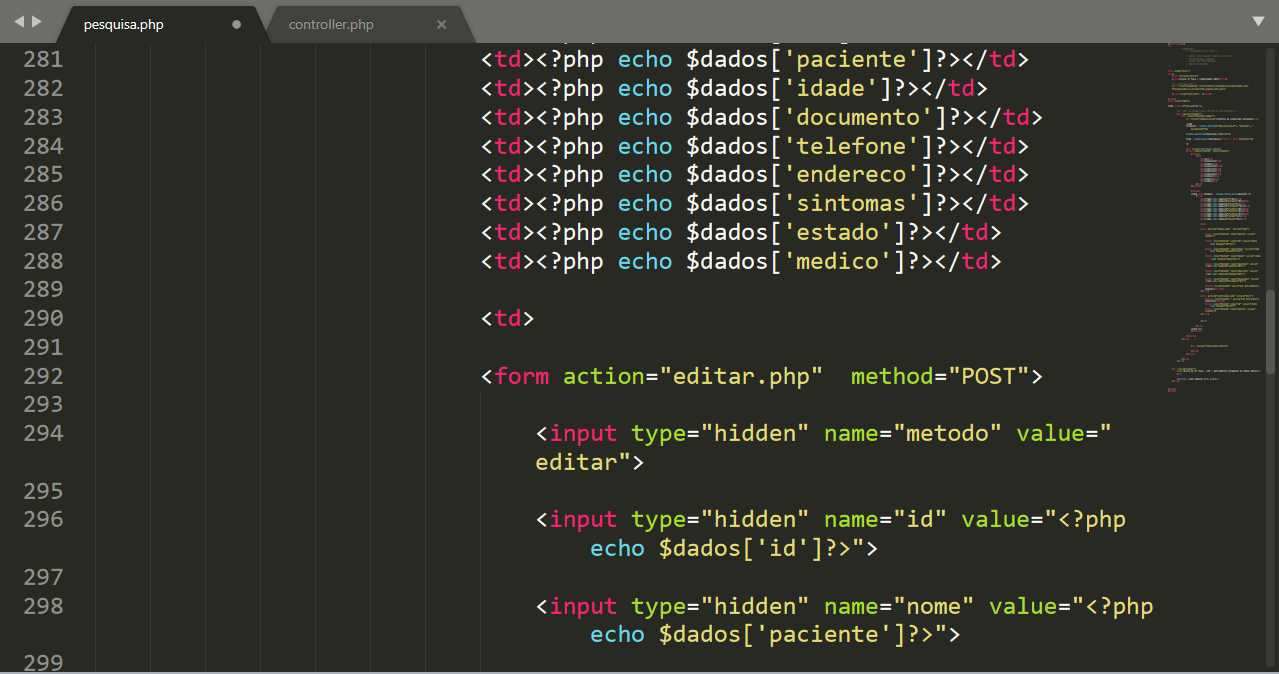 pesquisa.php
controller.php
281 <td><?php echo $dados['paciente']?></td>
282 <td><?php echo $dados['idade']?></td>
283 <td><?php echo $dados['documento']?></td>
284 <td><?php echo $dados['telefone']?></td>
285 <td><?php echo $dados['endereco']?></td>
286 <td><?php echo $dados['sintomas']?></td>
287 <td><?php echo $dados['estado']?></td>
288 <td><?php echo $dados['medico']?></td>
289
290 <td>
291
292 <form action="editar.php"  method="POST">
293
294 <input type="hidden" name="metodo" value="
editar">
295
296 <input type="hidden" name="id" value="<?php
echo $dados['id']?>">
297
298 <input type="hidden" name="nome" value="<?php
echo $dados['paciente']?>">
299